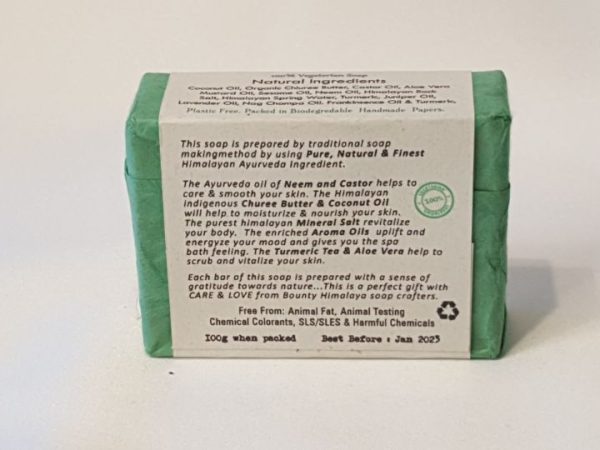 100% Vegetarian Soap
Natural Ingredients
Coconut Oil, Organic Chiuree Butter, Castor Oil, Aloe Vera
Mustard Oil, Sesame Oil, Neem Oil, Himalayan Rock
Salt, Himalayan Spring Water, Turmeric, Juniper Oil,
Lavender Oil, Nag Champa Oil, Frankincense Oil & Turmeric,
Plastic Free. Packed in Biodegredable Handmade Papers.
This soap is prepared by traditional soap
makingmethod by using Pure, Natural & Finest
Himalayan Ayurveda Ingredient.
The Ayurveda oil of Neem and Castor helps to
care & smooth your skin. The Himalayan
Indigenous Churee Butter & Coconut Oil
will help to moisturize & nourish your skin.
The purest himalayan Mineral Salt revitalize
your body. The enriched Aroma Oils uplift and
energyze your mood and gives you the spa
bath feeling. The Turmeric Tea & Aloe Vera help to
scrub and vitalize your skin.
100%
Each bar of this soap is prepared with a sense of
gratitude towards nature...This is a perfect gift with
CARE & LOVE from Bounty Himalaya soap crafters.
Free From: Animal Fat, Animal Testing
Chemical Colorants, SLS/SLES & Harmful Chemicals
100g when packed Best Before : Jan 2023